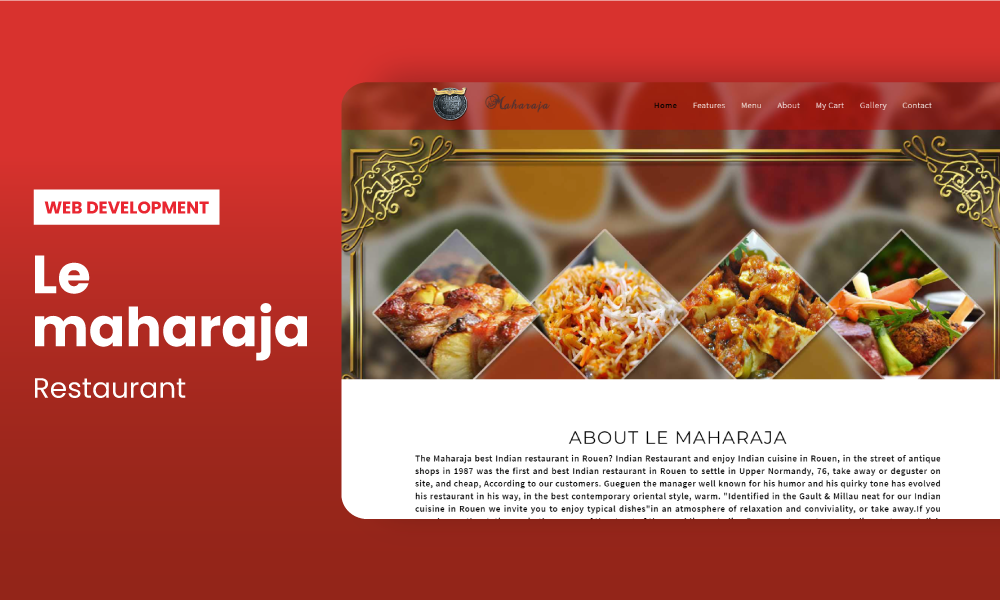 WEB DEVELOPMENT
Le
maharaja
Restaurant
Maharaja
Home Features Menu About My Cart Gallery Contact
ABOUT LE MAHARAJA
The Maharaja best Indian restaurant in Rouen? Indian Restaurant and enjoy Indian cuisine in Rouen, in the street of antique
shops in 1987 was the first and best Indian restaurant in Rouen to settle in Upper Normandy, 76, take away or deguster on
site, and cheap, According to our customers. Gueguen the manager well known for his humor and his quirky tone has evolved
his restaurant in his way, in the best contemporary oriental style, warm. "Identified in the Gault & Millau neat for our Indian
cuisine in Rouen we invite you to enjoy typical dishes"in an atmosphere of relaxation and conviviality, or take away.If you